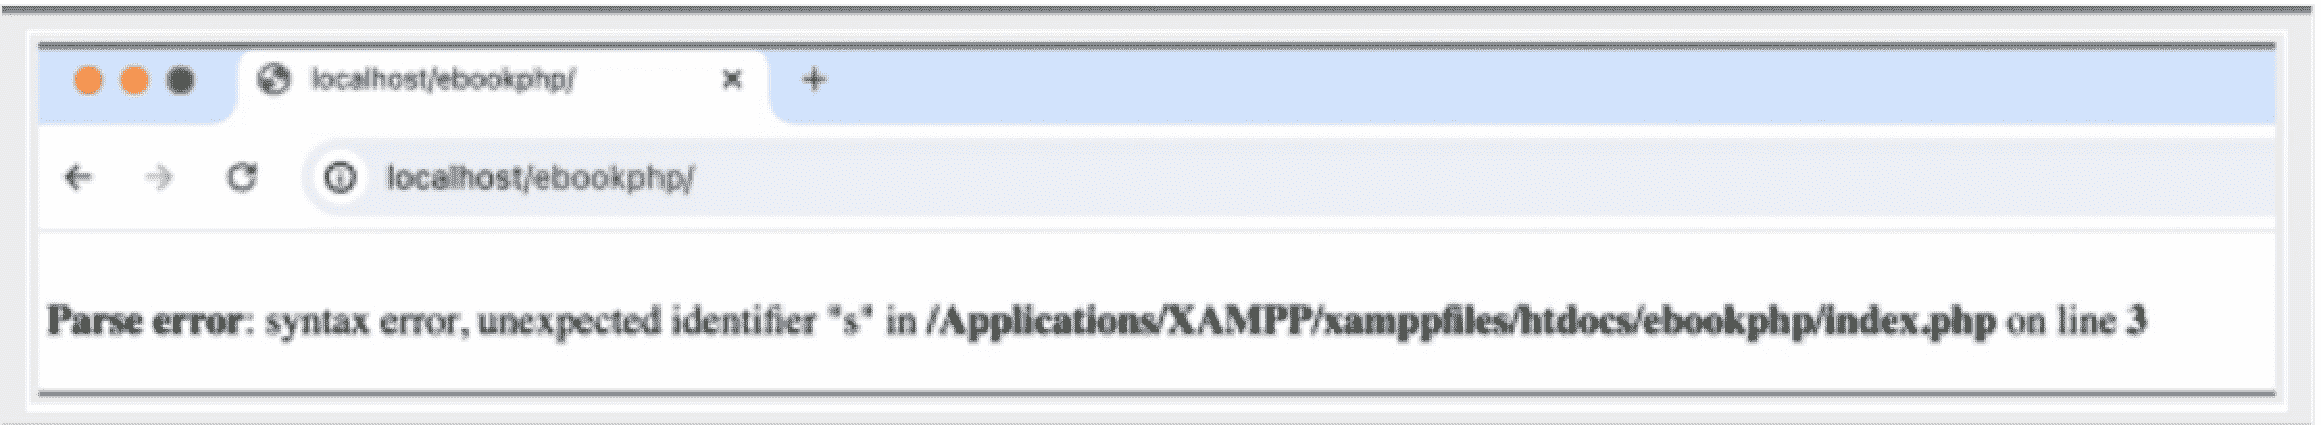 localhost/ebookphp/
localhost/ebookphp/
Parse error: syntax error, unexpected identifier "s" in /Applications/XAMPP/xamppfiles/htdocs/ebookphp/index.php on line 3